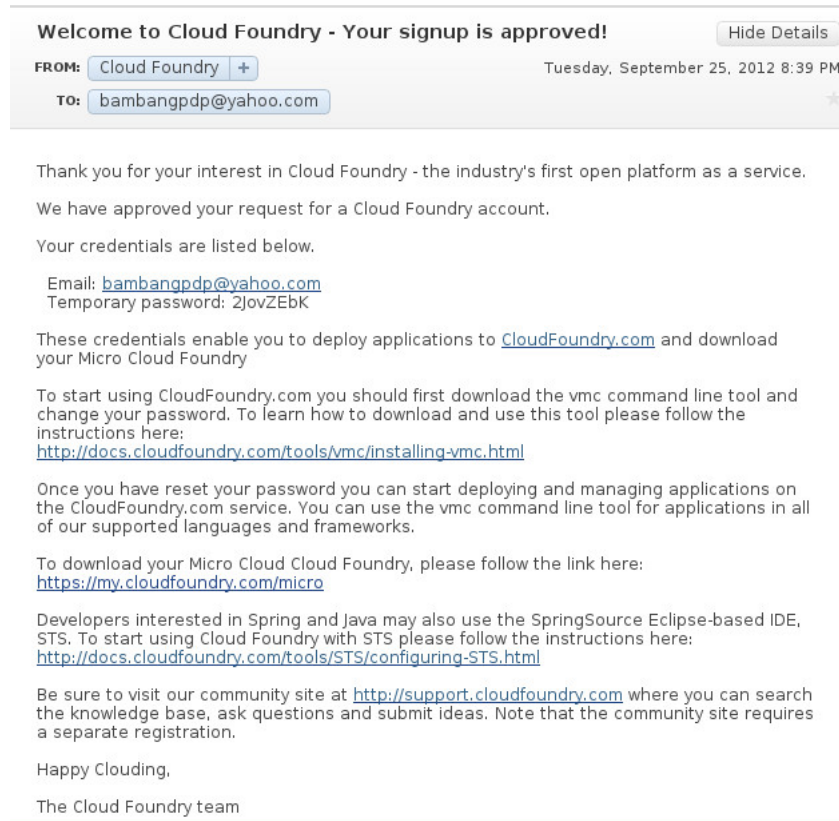 Welcome to Cloud Foundry - Your signup is approved!
Hide Details
FROM: Cloud Foundry +
Tuesday, September 25, 2012 8:39 PM
TO: bambangpdp@yahoo.com
Thank you for your interest in Cloud Foundry - the industry's first open platform as a service.
We have approved your request for a Cloud Foundry account.
Your credentials are listed below.
Email: bambangpdp@yahoo.com
Temporary password: 2JovZEbK
These credentials enable you to deploy applications to CloudFoundry.com and download
your Micro Cloud Foundry
To start using CloudFoundry.com you should first download the vmc command line tool and
change your password. To learn how to download and use this tool please follow the
instructions here:
http://docs.cloudfoundry.com/tools/vmc/installing-vmc.html
Once you have reset your password you can start deploying and managing applications on
the CloudFoundry.com service. You can use the vmc command line tool for applications in all
of our supported languages and frameworks.
To download your Micro Cloud Cloud Foundry, please follow the link here:
https://my.cloudfoundry.com/micro
Developers interested in Spring and Java may also use the SpringSource Eclipse-based IDE,
STS. To start using Cloud Foundry with STS please follow the instructions here:
http://docs.cloudfoundry.com/tools/STS/configuring-STS.html
Be sure to visit our community site at http://support.cloudfoundry.com where you can search
the knowledge base, ask questions and submit ideas. Note that the community site requires
a separate registration.
Happy Clouding,
The Cloud Foundry team